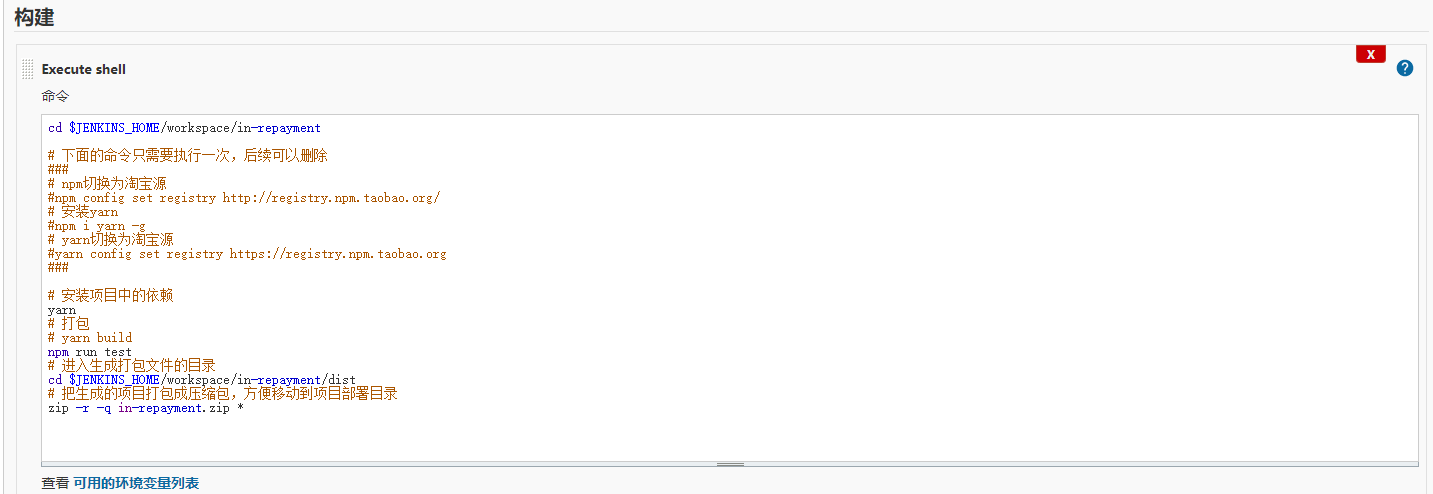 构建
X
Execute shell
?
命令
cd $JENKINS_HOME/workspace/in-repayment
# 下面的命令只需要执行一次，后续可以删除
###
# npm切换为淘宝源
#npm config set registry http://registry.npm.taobao.org/
# 安装yarn
#npm i yarn -g
# yarn切换为淘宝源
#yarn config set registry https://registry.npm.taobao.org
###
# 安装项目中的依赖
yarn
# 打包
# yarn build
npm run test
# 进入生成打包文件的目录
cd $JENKINS_HOME/workspace/in-repayment/dist
# 把生成的项目打包成压缩包，方便移动到项目部署目录
zip -r -q in-repayment.zip *
查看 可用的环境变量列表